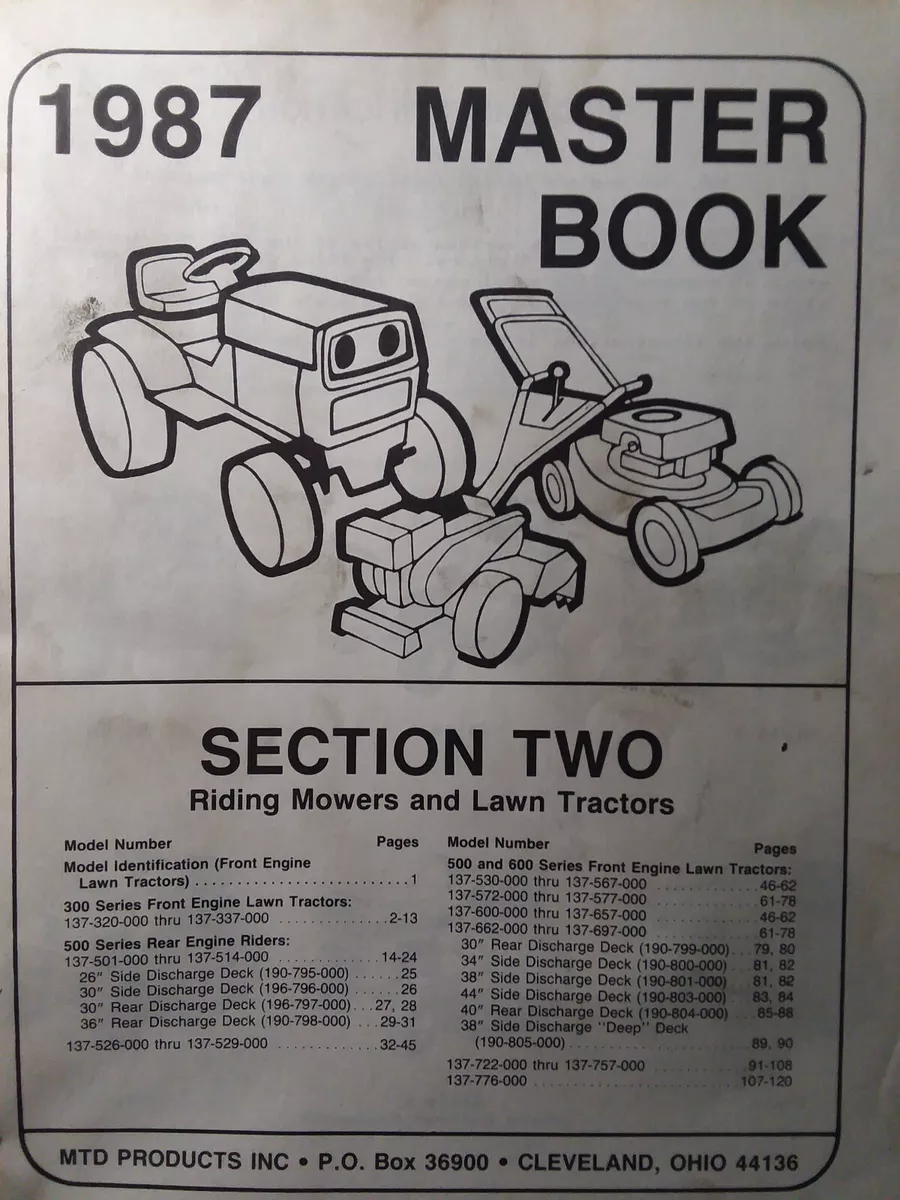 1987 MASTER
BOOK
SECTION TWO
Riding Mowers and Lawn Tractors
Model Number Pages
Model Identification (Front Engine
Lawn Tractors) . . . . . . . . . . . . . . . . . . . . . . . . . 1
300 Series Front Engine Lawn Tractors:
137-320-000 thru 137-337-000 . . . . . . . . . . . . . 2-13
500 Series Rear Engine Riders:
137-501-000 thru 137-514-000 . . . . . . . . . . . . . 14-24
26″ Side Discharge Deck (190-795-000) . . . . . . 25
30″ Side Discharge Deck (196-796-000) . . . . . . 26
30″ Rear Discharge Deck (196-797-000) . . . 27, 28
36″ Rear Discharge Deck (190-798-000) . . . 29-31
137-526-000 thru 137-529-000 . . . . . . . . . . . . . 32-45
Model Number Pages
500 and 600 Series Front Engine Lawn Tractors:
137-530-000 thru 137-567-000 . . . . . . . . . . . . . 46-62
137-572-000 thru 137-577-000 . . . . . . . . . . . . . 61-78
137-600-000 thru 137-657-000 . . . . . . . . . . . . . 46-62
137-662-000 thru 137-697-000 . . . . . . . . . . . . . 61-78
30″ Rear Discharge Deck (190-799-000) . . . 79, 80
34″ Side Discharge Deck (190-800-000) . . . 81, 82
38″ Side Discharge Deck (190-801-000) . . . 81, 82
44″ Side Discharge Deck (190-803-000) . . . 83, 84
40″ Rear Discharge Deck (190-804-000) . . . 85-88
38″ Side Discharge "Deep" Deck
(190-805-000) . . . . . . . . . . . . . . . . . . . . . . 89, 90
137-722-000 thru 137-757-000 . . . . . . . . . . . . . 91-108
137-776-000 . . . . . . . . . . . . . . . . . . . . . . . . . 107-120
MTD PRODUCTS INC • P.O. Box 36900 • CLEVELAND, OHIO 44136